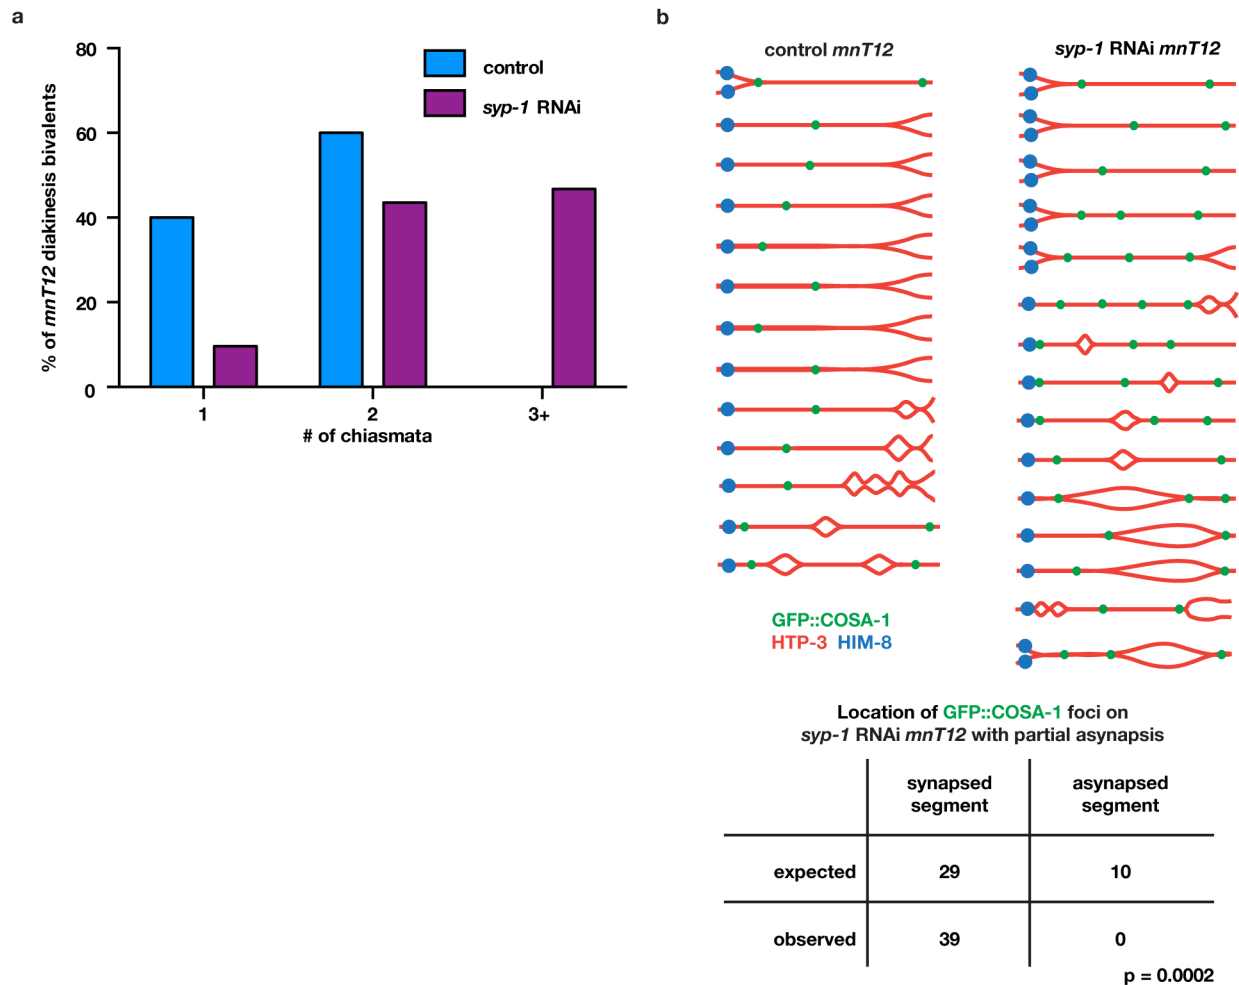 a
80
60
40
20
0
% of mnT12 diakinesis bivalents
control
syp-1 RNAi
1 2 3+
# of chiasmata
b
control mnT12
syp-1 RNAi mnT12
GFP::COSA-1
HTP-3 HIM-8
Location of GFP::COSA-1 foci on
syp-1 RNAi mnT12 with partial asynapsis
synapsed asynapsed
segment segment
expected 29 10
observed 39 0
p = 0.0002